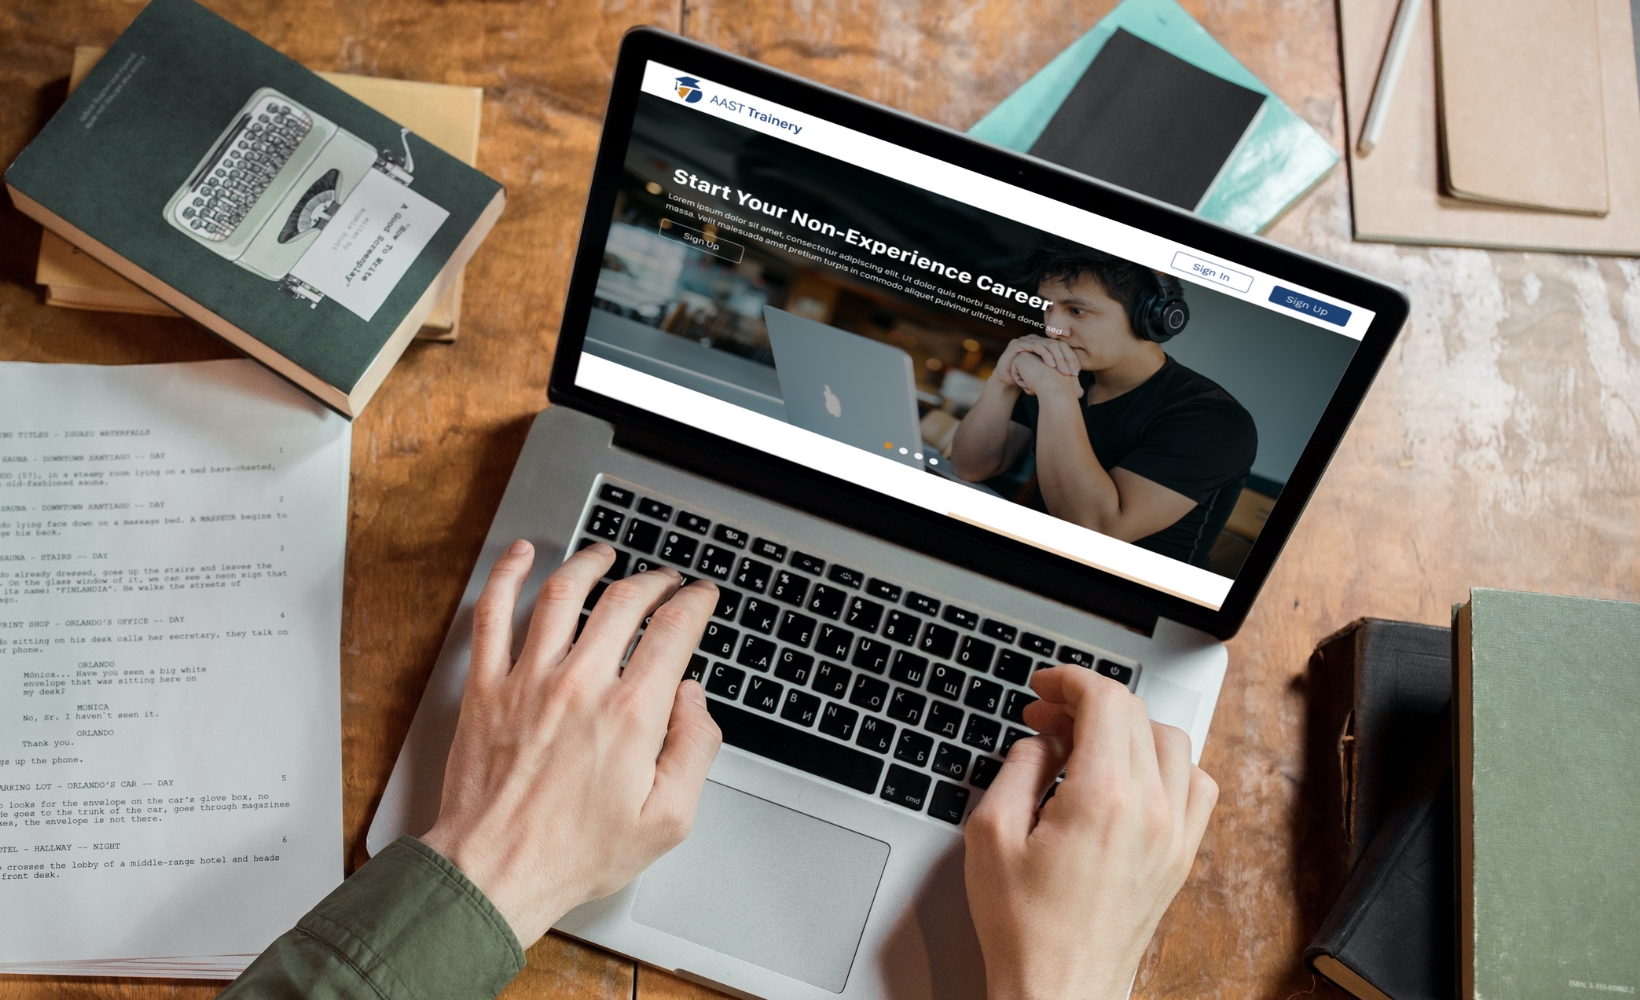 "How To Write
A Good Screenplay"
written by
Angela Scott
ING TITLES - IGUAZU WATERFALLS
SAUNA - DOWNTOWN SANTIAGO -- DAY
1
DO (57), in a steamy room lying on a bed bare-chested,
old-fashioned sauna.
SAUNA - DOWNTOWN SANTIAGO -- DAY
2
do lying face down on a massage bed. A MASSEUR begins to
ge his back.
SAUNA - STAIRS -- DAY
3
do already dressed, goes up the stairs and leaves the
. On the glass window of it, we can see a neon sign that
its name: "FINLANDIA". He walks the streets of
ago.
PRINT SHOP - ORLANDO'S OFFICE -- DAY
4
do sitting on his desk calls her secretary, they talk on
or phone.
ORLANDO
Mónica... Have you seen a big white
envelope that was sitting here on
my desk?
MONICA
No, Sr. I haven't seen it.
ORLANDO
Thank you.
gs up the phone.
ARKING LOT - ORLANDO'S CAR -- DAY
5
o looks for the envelope on the car's glove box, no
He goes to the trunk of the car, goes through magazines
xes, the envelope is not there.
OTEL - HALLWAY -- NIGHT
6
o crosses the lobby of a middle-range hotel and heads
front desk.
AAST Trainery
Sign In
Sign Up
Start Your Non-Experience Career
Lorem ipsum dolor sit amet, consectetur adipiscing elit. Ut dolor quis morbi sagittis donec sed
massa. Velit malesuada amet pretium turpis in commodo aliquet pulvinar ultrices.
Sign Up
esc
cmd